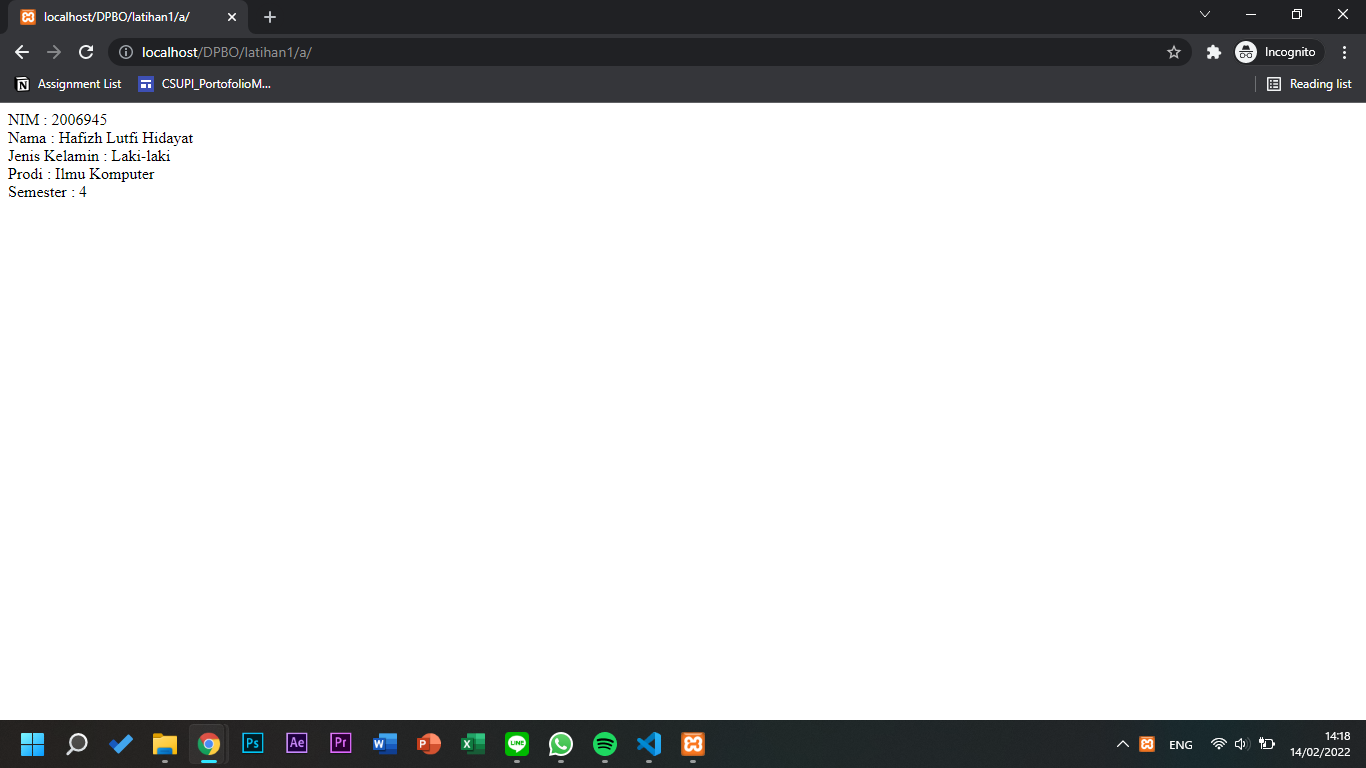 localhost/DPBO/latihan1/a/
localhost/DPBO/latihan1/a/
Incognito
Assignment List
CSUPI_PortofolioM...
Reading list
NIM : 2006945
Nama : Hafizh Lutfi Hidayat
Jenis Kelamin : Laki-laki
Prodi : Ilmu Komputer
Semester : 4
Ps
Ae
Pr
W
P
X
LINE
ENG
14:18
14/02/2022